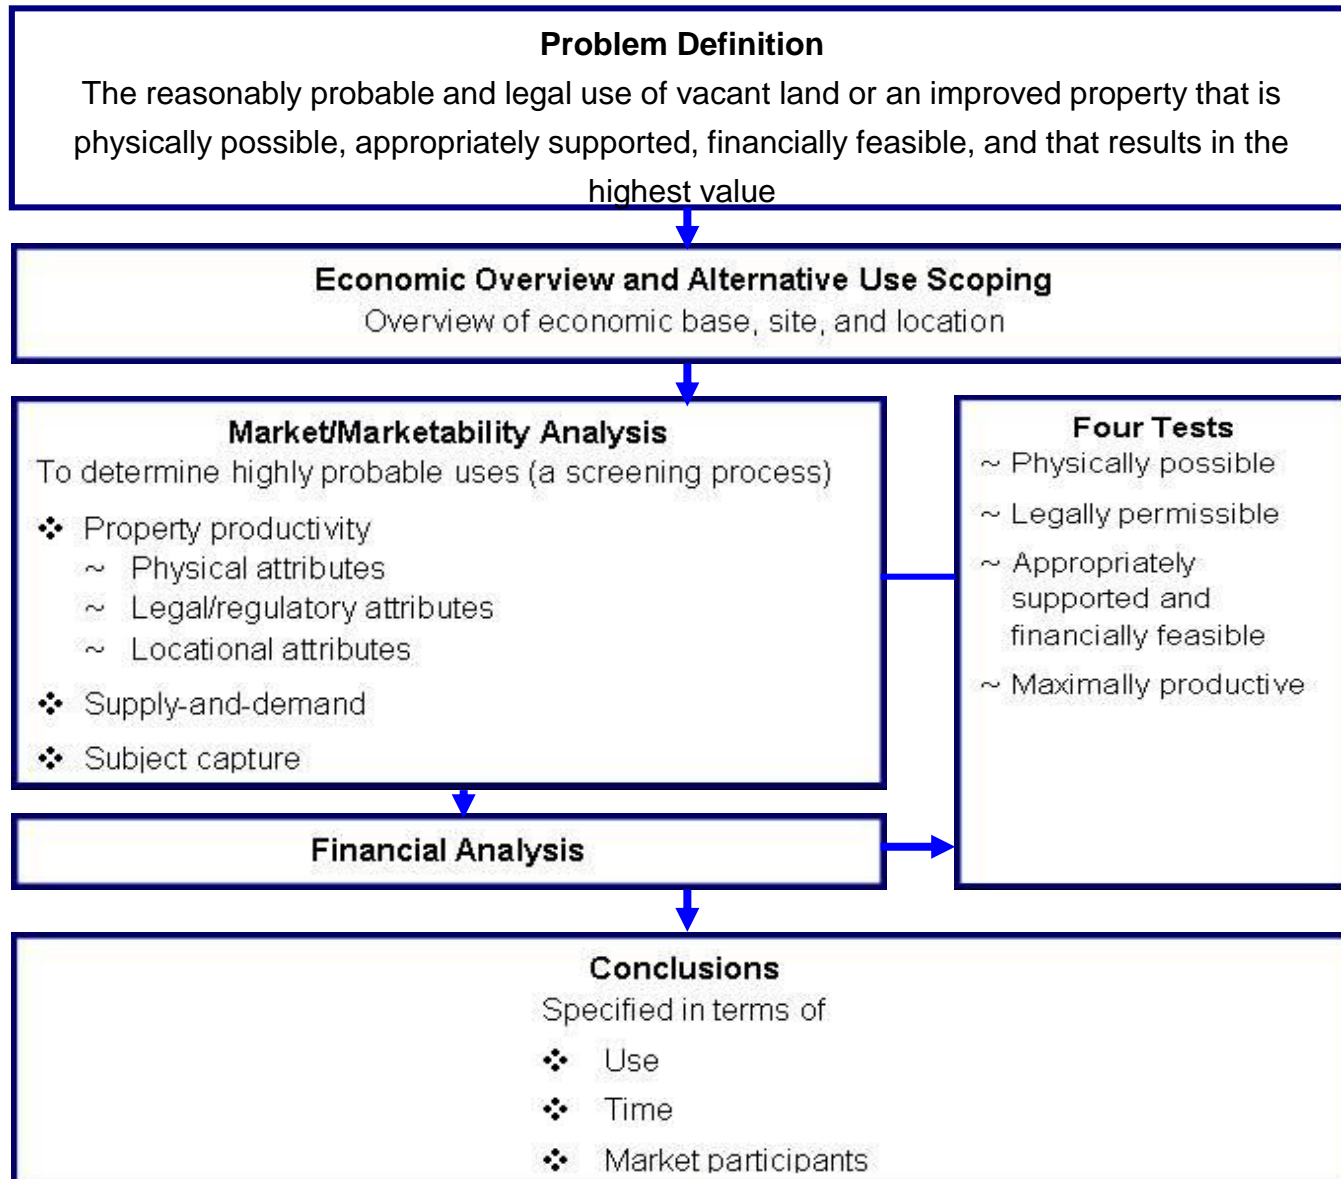 Problem Definition
The reasonably probable and legal use of vacant land or an improved property that is
physically possible, appropriately supported, financially feasible, and that results in the
highest value
Economic Overview and Alternative Use Scoping
Overview of economic base, site, and location
Market/Marketability Analysis
To determine highly probable uses (a screening process)
❖ Property productivity
~ Physical attributes
~ Legal/regulatory attributes
~ Locational attributes
❖ Supply-and-demand
❖ Subject capture
Four Tests
~ Physically possible
~ Legally permissible
~ Appropriately
supported and
financially feasible
~ Maximally productive
Financial Analysis
Conclusions
Specified in terms of
❖ Use
❖ Time
❖ Market participants